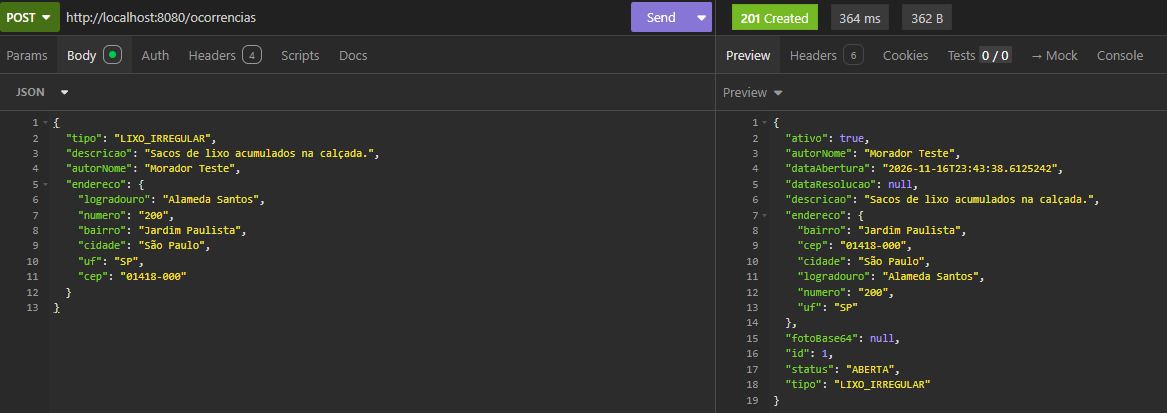 POST http://localhost:8080/ocorrencias Send
Params Body Auth Headers 4 Scripts Docs
JSON
1 {
2 "tipo": "LIXO_IRREGULAR",
3 "descricao": "Sacos de lixo acumulados na calçada.",
4 "autorNome": "Morador Teste",
5 "endereco": {
6 "logradouro": "Alameda Santos",
7 "numero": "200",
8 "bairro": "Jardim Paulista",
9 "cidade": "São Paulo",
10 "uf": "SP",
11 "cep": "01418-000"
12 }
13 }
201 Created 364 ms 362 B
Preview Headers 6 Cookies Tests 0 / 0 → Mock Console
Preview
1 {
2 "ativo": true,
3 "autorNome": "Morador Teste",
4 "dataAbertura": "2026-11-16T23:43:38.6125242",
5 "dataResolucao": null,
6 "descricao": "Sacos de lixo acumulados na calçada.",
7 "endereco": {
8 "bairro": "Jardim Paulista",
9 "cep": "01418-000",
10 "cidade": "São Paulo",
11 "logradouro": "Alameda Santos",
12 "numero": "200",
13 "uf": "SP"
14 },
15 "fotoBase64": null,
16 "id": 1,
17 "status": "ABERTA",
18 "tipo": "LIXO_IRREGULAR"
19 }